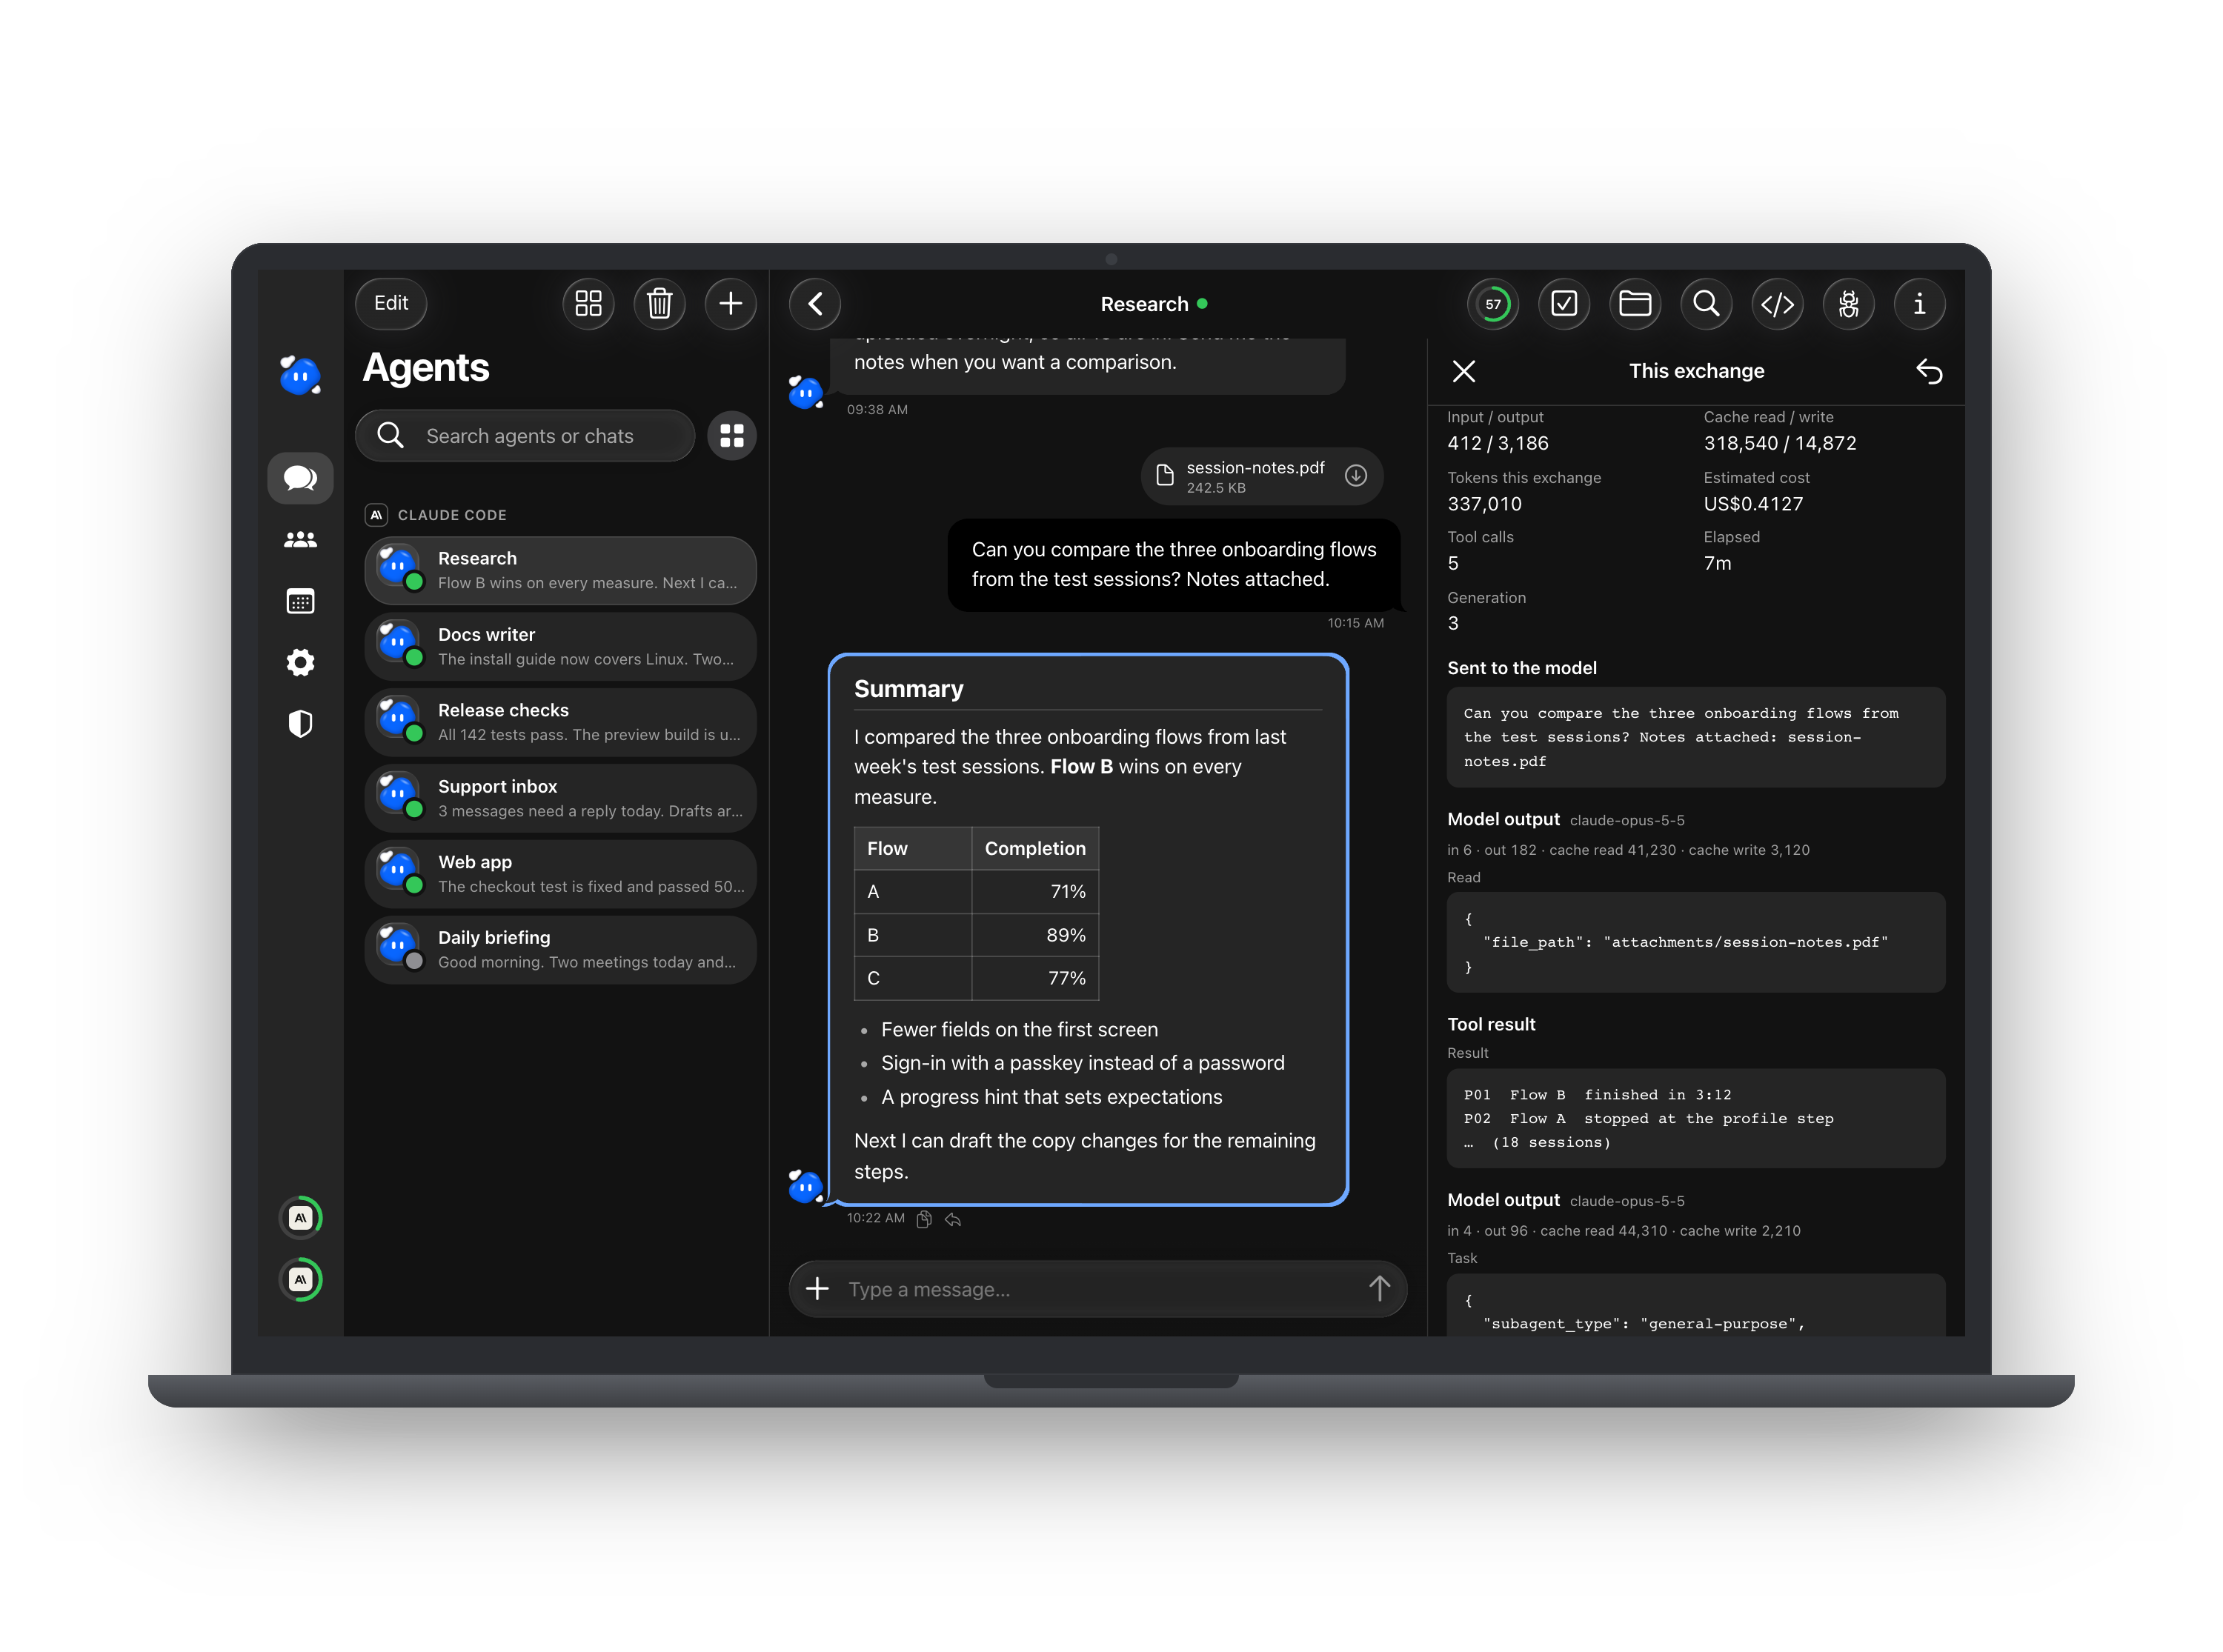 Edit
Agents
Search agents or chats
CLAUDE CODE
Research
Flow B wins on every measure. Next I ca...
Docs writer
The install guide now covers Linux. Two...
Release checks
All 142 tests pass. The preview build is u...
Support inbox
3 messages need a reply today. Drafts ar...
Web app
The checkout test is fixed and passed 50...
Daily briefing
Good morning. Two meetings today and...
Research
57
notes when you want a comparison.
09:38 AM
session-notes.pdf
242.5 KB
Can you compare the three onboarding flows
from the test sessions? Notes attached.
10:15 AM
Summary
I compared the three onboarding flows from last
week's test sessions. Flow B wins on every
measure.
Flow Completion
A 71%
B 89%
C 77%
• Fewer fields on the first screen
• Sign-in with a passkey instead of a password
• A progress hint that sets expectations
Next I can draft the copy changes for the remaining
steps.
10:22 AM
Type a message...
This exchange
Input / output Cache read / write
412 / 3,186 318,540 / 14,872
Tokens this exchange Estimated cost
337,010 US$0.4127
Tool calls Elapsed
5 7m
Generation
3
Sent to the model
Can you compare the three onboarding flows from
the test sessions? Notes attached: session-
notes.pdf
Model output claude-opus-5-5
in 6 · out 182 · cache read 41,230 · cache write 3,120
Read
{
"file_path": "attachments/session-notes.pdf"
}
Tool result
Result
P01 Flow B finished in 3:12
P02 Flow A stopped at the profile step
… (18 sessions)
Model output claude-opus-5-5
in 4 · out 96 · cache read 44,310 · cache write 2,210
Task
{
"subagent_type": "general-purpose",